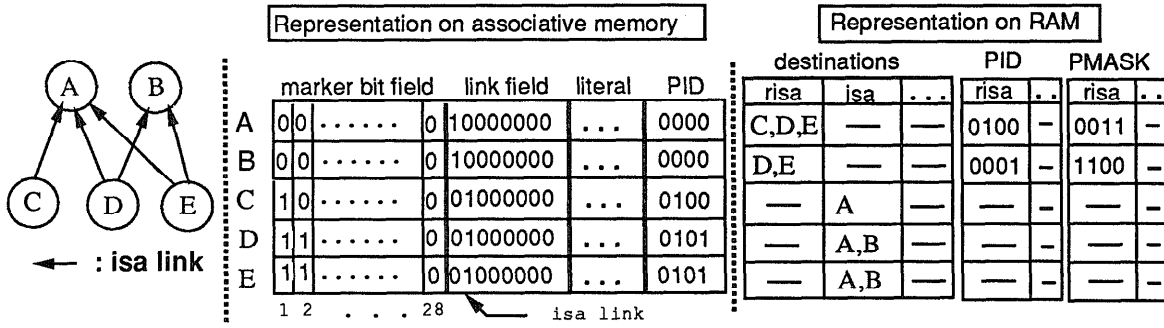 Representation on associative memory
Representation on RAM
A B
C D E
: isa link
marker bit field link field literal PID
A 0 0 ...... 0 10000000 ... 0000
B 0 0 ...... 0 10000000 ... 0000
C 1 0 ...... 0 01000000 ... 0100
D 1 1 ...... 0 01000000 ... 0101
E 1 1 ...... 0 01000000 ... 0101
1 2 . . . 28
isa link
destinations PID PMASK
risa isa ... risa .. risa ..
C,D,E — — 0100 – 0011 –
D,E — — 0001 – 1100 –
— A — — – — –
— A,B — — – — –
— A,B — — – — –